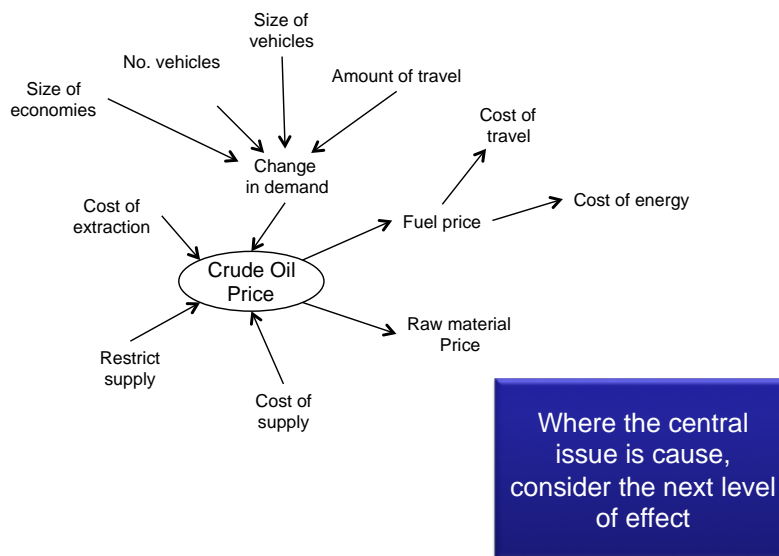 Size of
vehicles
No. vehicles
Amount of travel
Size of
economies
Cost of
travel
Change
in demand
Cost of energy
Cost of
extraction
Fuel price
Crude Oil
Price
Raw material
Price
Restrict
supply
Cost of
supply
Where the central
issue is cause,
consider the next level
of effect